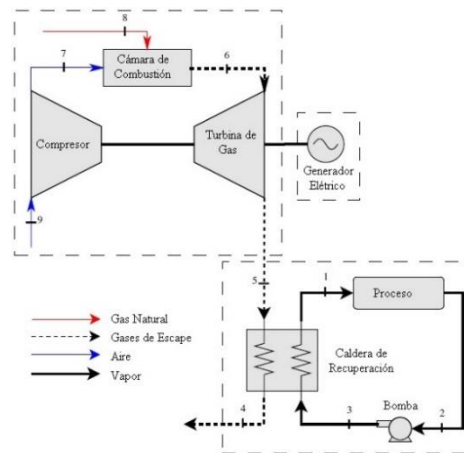 8
7
Cámara de
Combustión
6
Compresor
Turbina de
Gas
Generador
Elétrico
9
5
1
Proceso
Gas Natural
Gases de Escape
Aire
Vapor
Caldera de
Recuperación
Bomba
4
3
2